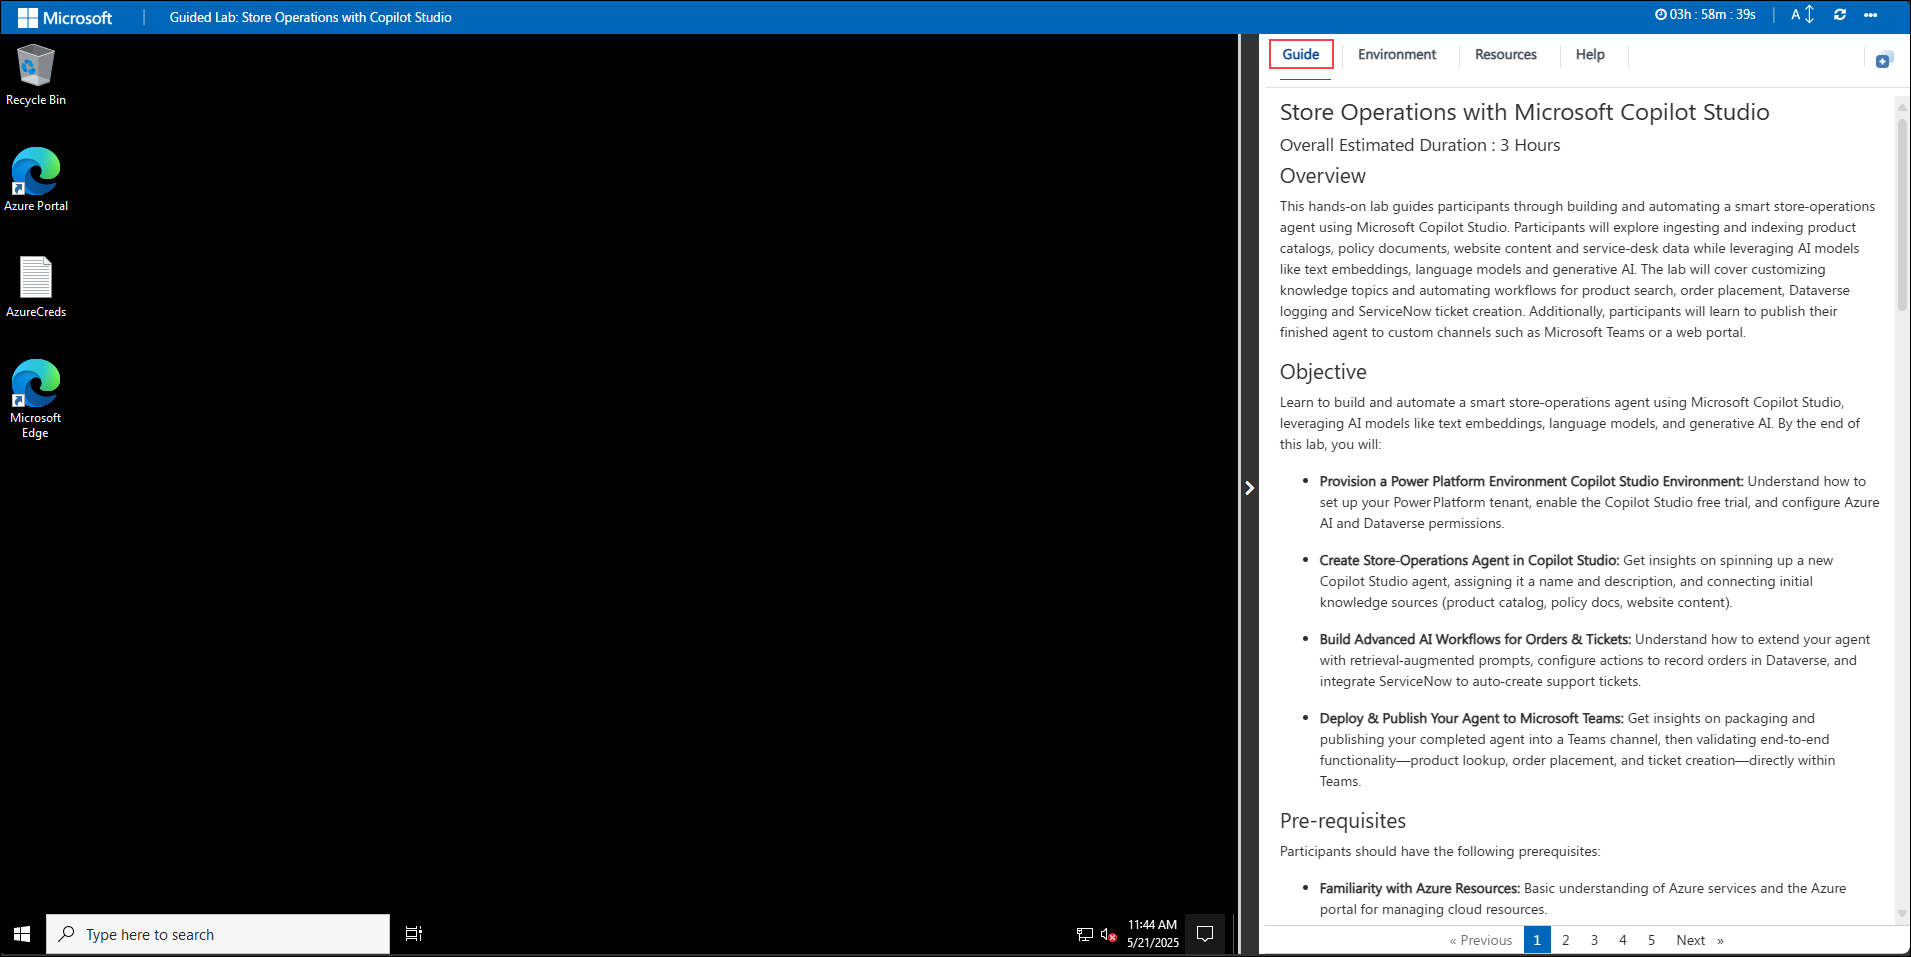 Microsoft | Guided Lab: Store Operations with Copilot Studio
03h : 58m : 39s | A
Recycle Bin
Azure Portal
AzureCreds
Microsoft
Edge
Type here to search
11:44 AM
5/21/2025
Guide Environment Resources Help
Store Operations with Microsoft Copilot Studio
Overall Estimated Duration : 3 Hours
Overview
This hands-on lab guides participants through building and automating a smart store-operations
agent using Microsoft Copilot Studio. Participants will explore ingesting and indexing product
catalogs, policy documents, website content and service-desk data while leveraging AI models
like text embeddings, language models and generative AI. The lab will cover customizing
knowledge topics and automating workflows for product search, order placement, Dataverse
logging and ServiceNow ticket creation. Additionally, participants will learn to publish their
finished agent to custom channels such as Microsoft Teams or a web portal.
Objective
Learn to build and automate a smart store-operations agent using Microsoft Copilot Studio,
leveraging AI models like text embeddings, language models, and generative AI. By the end of
this lab, you will:
• Provision a Power Platform Environment Copilot Studio Environment: Understand how to
set up your Power Platform tenant, enable the Copilot Studio free trial, and configure Azure
AI and Dataverse permissions.
• Create Store-Operations Agent in Copilot Studio: Get insights on spinning up a new
Copilot Studio agent, assigning it a name and description, and connecting initial
knowledge sources (product catalog, policy docs, website content).
• Build Advanced AI Workflows for Orders & Tickets: Understand how to extend your agent
with retrieval-augmented prompts, configure actions to record orders in Dataverse, and
integrate ServiceNow to auto-create support tickets.
• Deploy & Publish Your Agent to Microsoft Teams: Get insights on packaging and
publishing your completed agent into a Teams channel, then validating end-to-end
functionality—product lookup, order placement, and ticket creation—directly within
Teams.
Pre-requisites
Participants should have the following prerequisites:
• Familiarity with Azure Resources: Basic understanding of Azure services and the Azure
portal for managing cloud resources.
« Previous 1 2 3 4 5 Next »